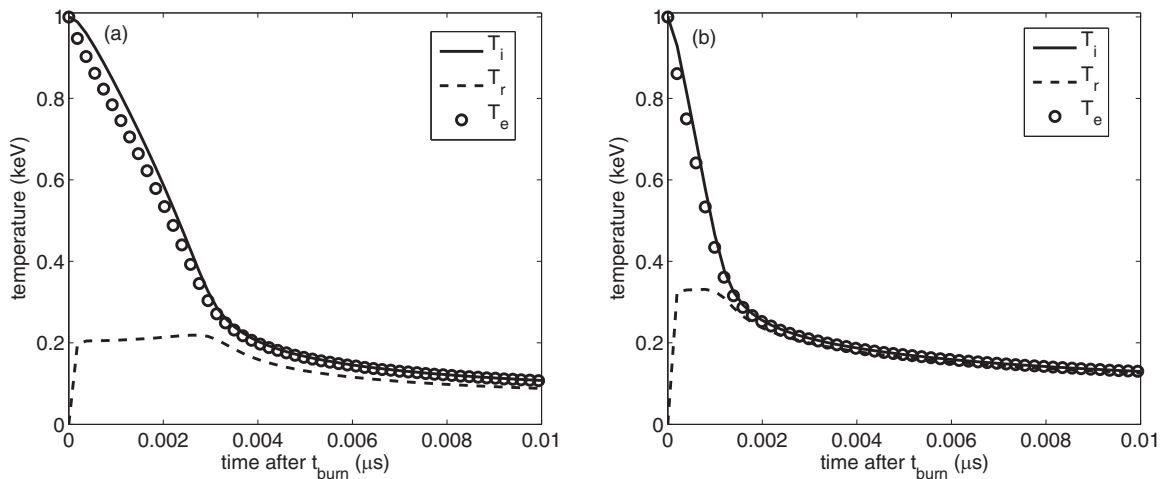 (a)
T_i
T_r
T_e
temperature (keV)
1
0.8
0.6
0.4
0.2
0
0 0.002 0.004 0.006 0.008 0.01
time after t_burn (μs)
(b)
T_i
T_r
T_e
temperature (keV)
1
0.8
0.6
0.4
0.2
0
0 0.002 0.004 0.006 0.008 0.01
time after t_burn (μs)